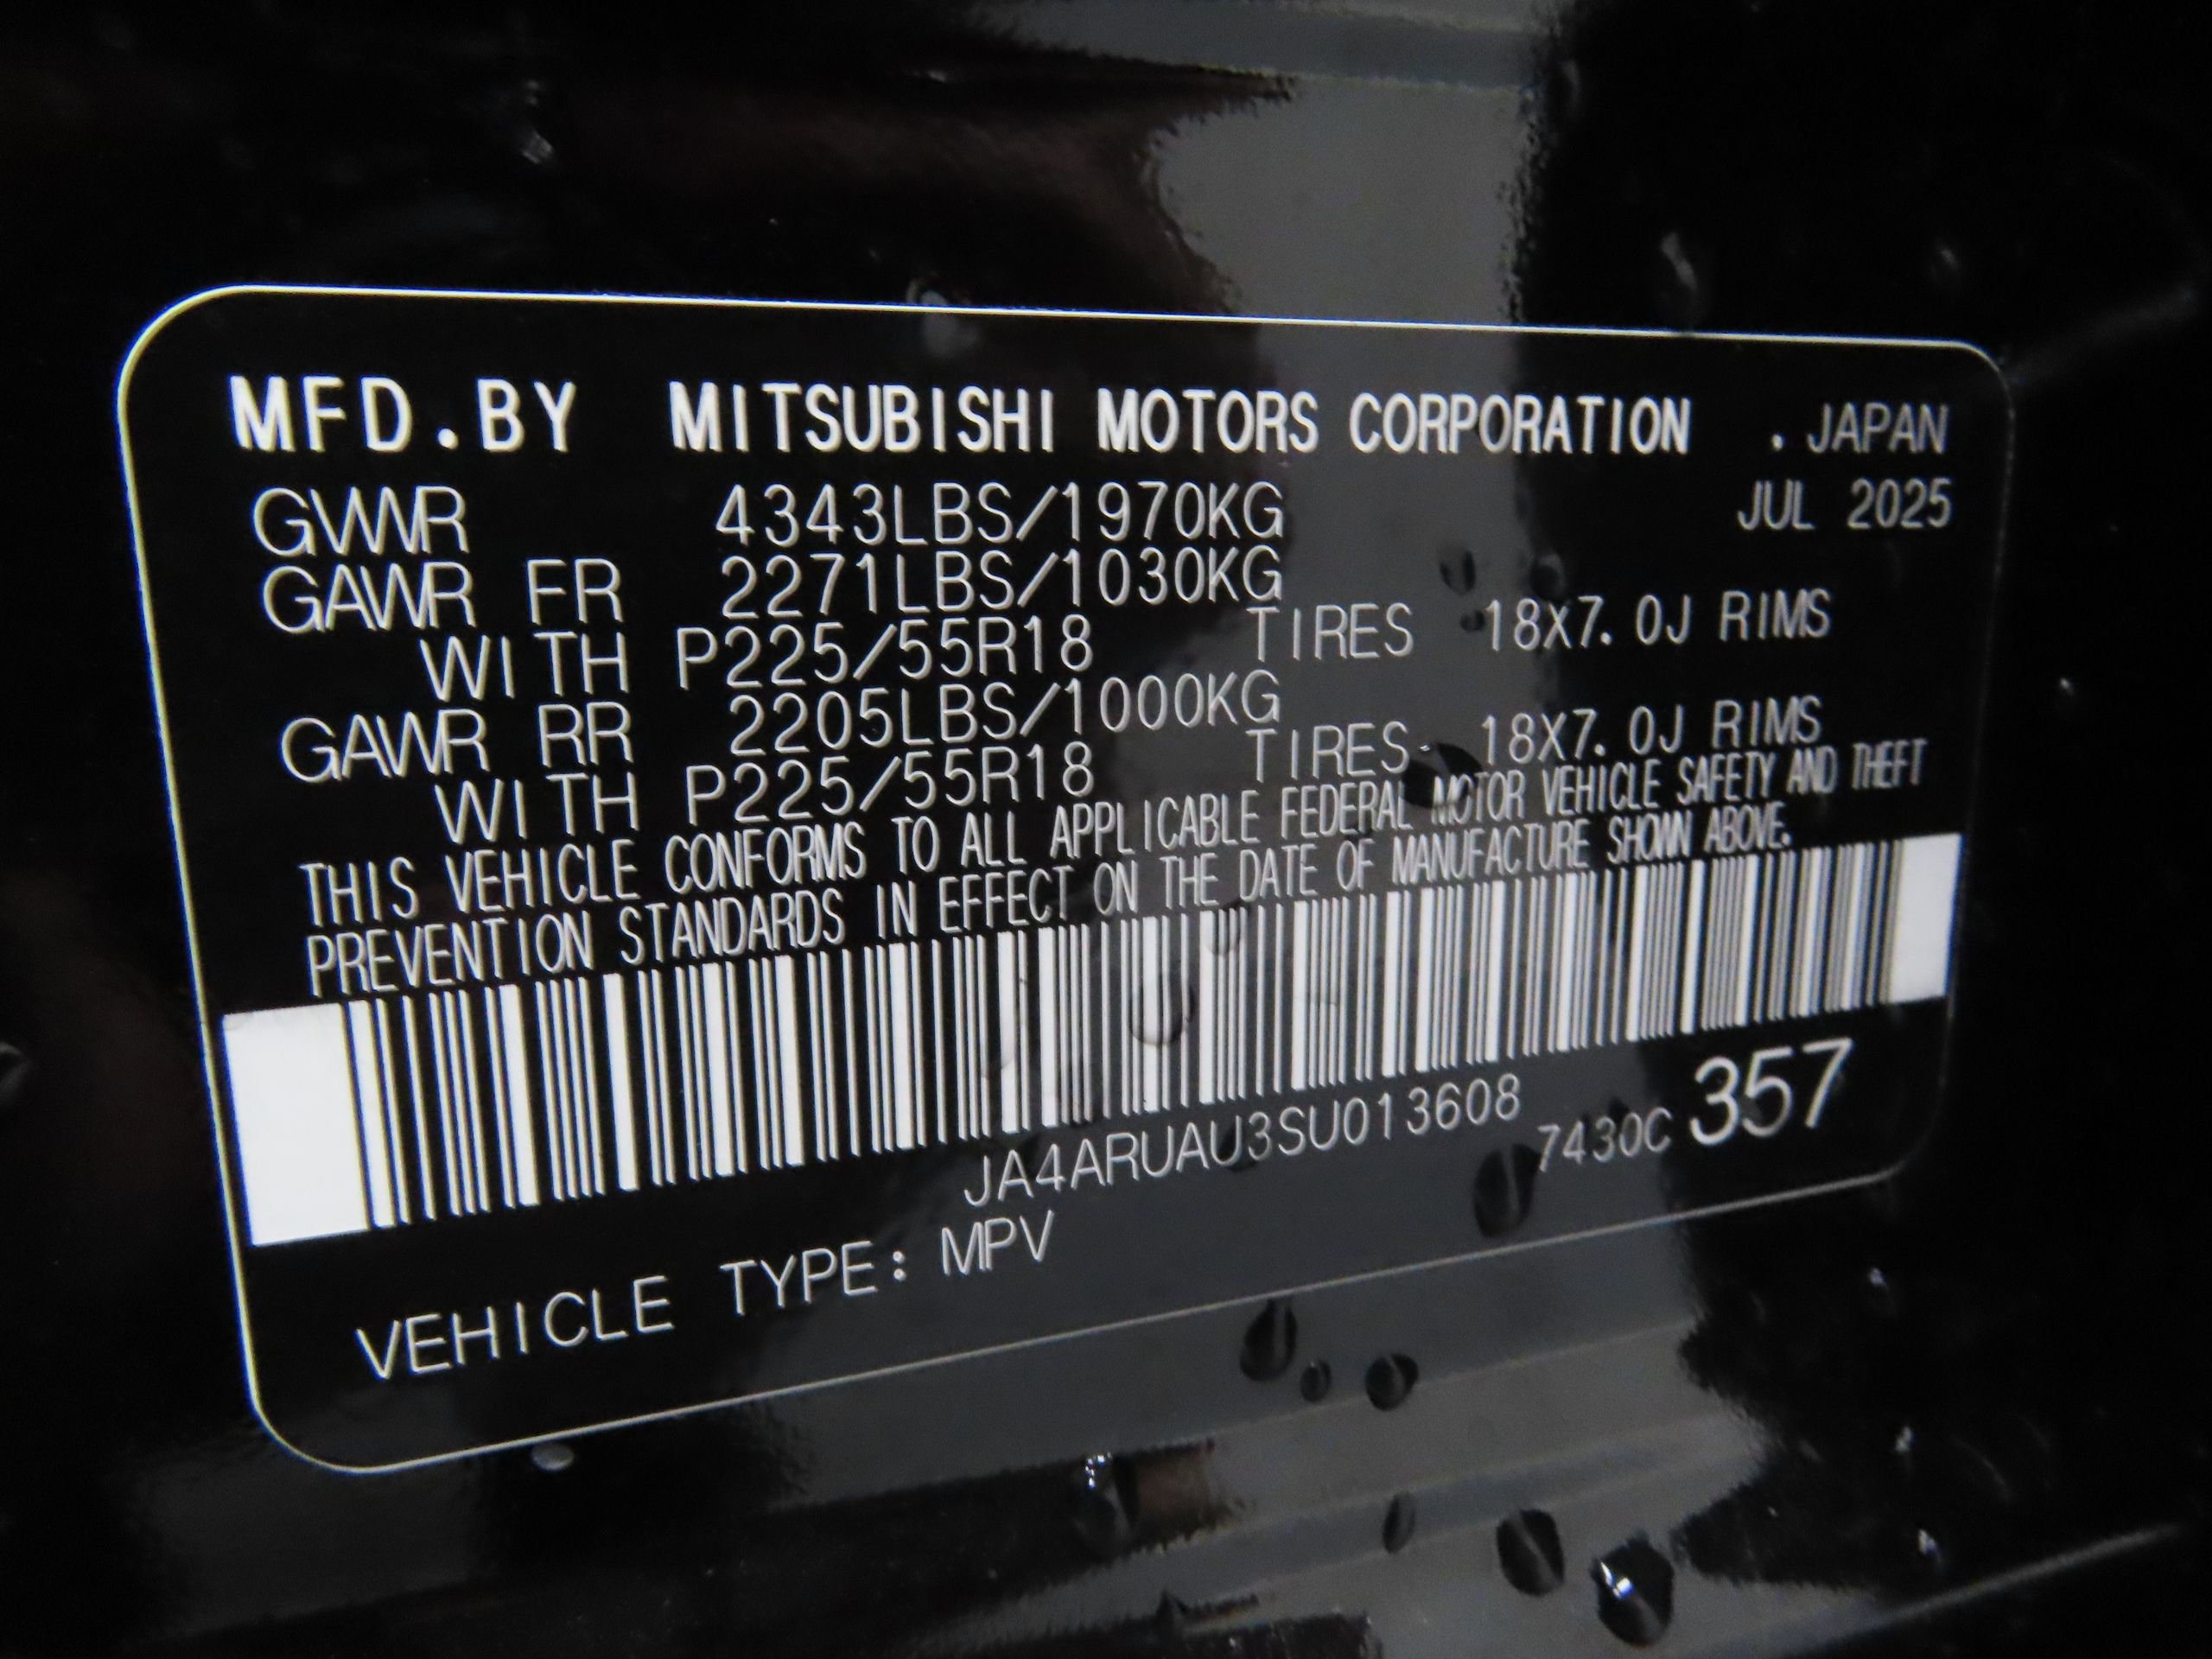 MFD.BY MITSUBISHI MOTORS CORPORATION .JAPAN
GVWR 4343LBS/1970KG JUL 2025
GAWR FR 2271LBS/1030KG
WITH P225/55R18 TIRES 18X7.0J RIMS
GAWR RR 2205LBS/1000KG
WITH P225/55R18 TIRES 18X7.0J RIMS
THIS VEHICLE CONFORMS TO ALL APPLICABLE FEDERAL MOTOR VEHICLE SAFETY AND THEFT
PREVENTION STANDARDS IN EFFECT ON THE DATE OF MANUFACTURE SHOWN ABOVE.
JA4ARUAU3SU013608 7430C 357
VEHICLE TYPE: MPV